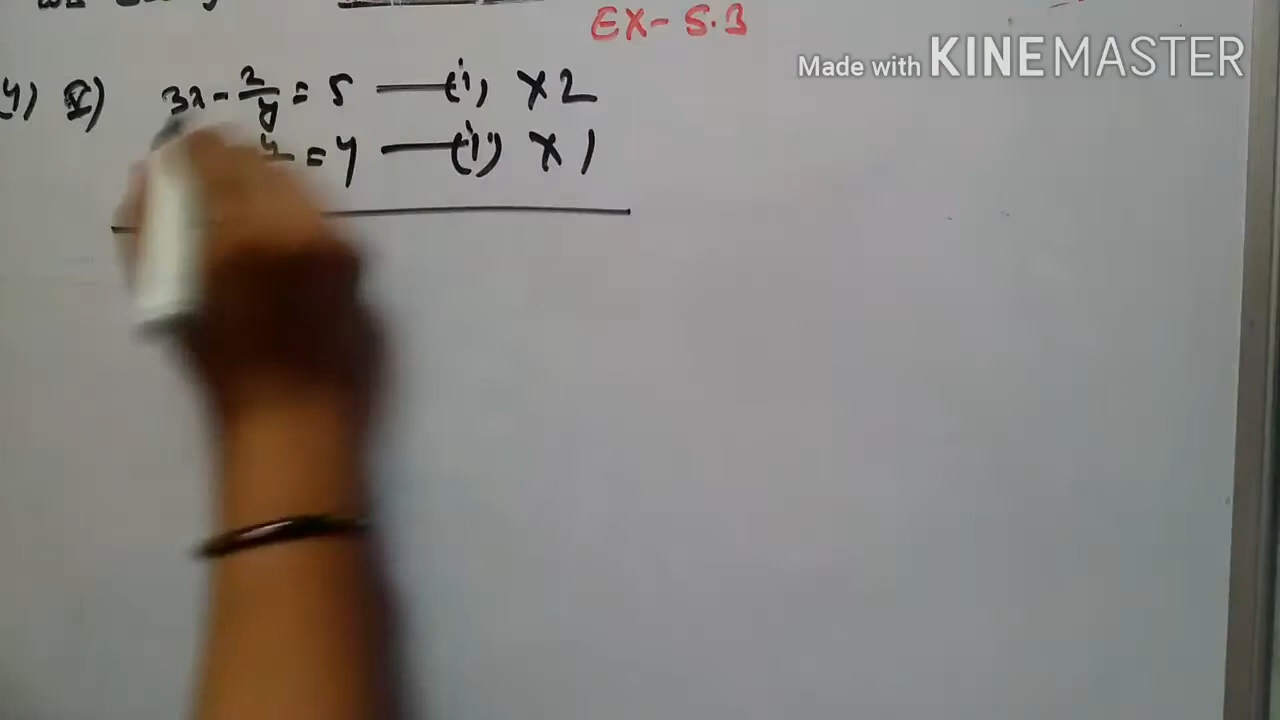 EX- 5.3
Made with KINEMASTER
4) X) 3x - 2/y = 5 —(i) × 2
= 4 —(ii) × 1